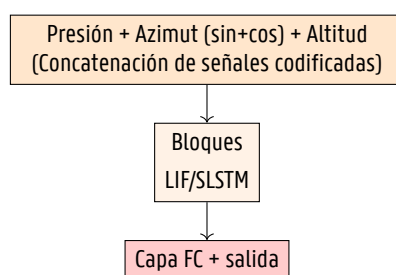 Presión + Azimut (sin+cos) + Altitud
(Concatenación de señales codificadas)
Bloques
LIF/SLSTM
Capa FC + salida